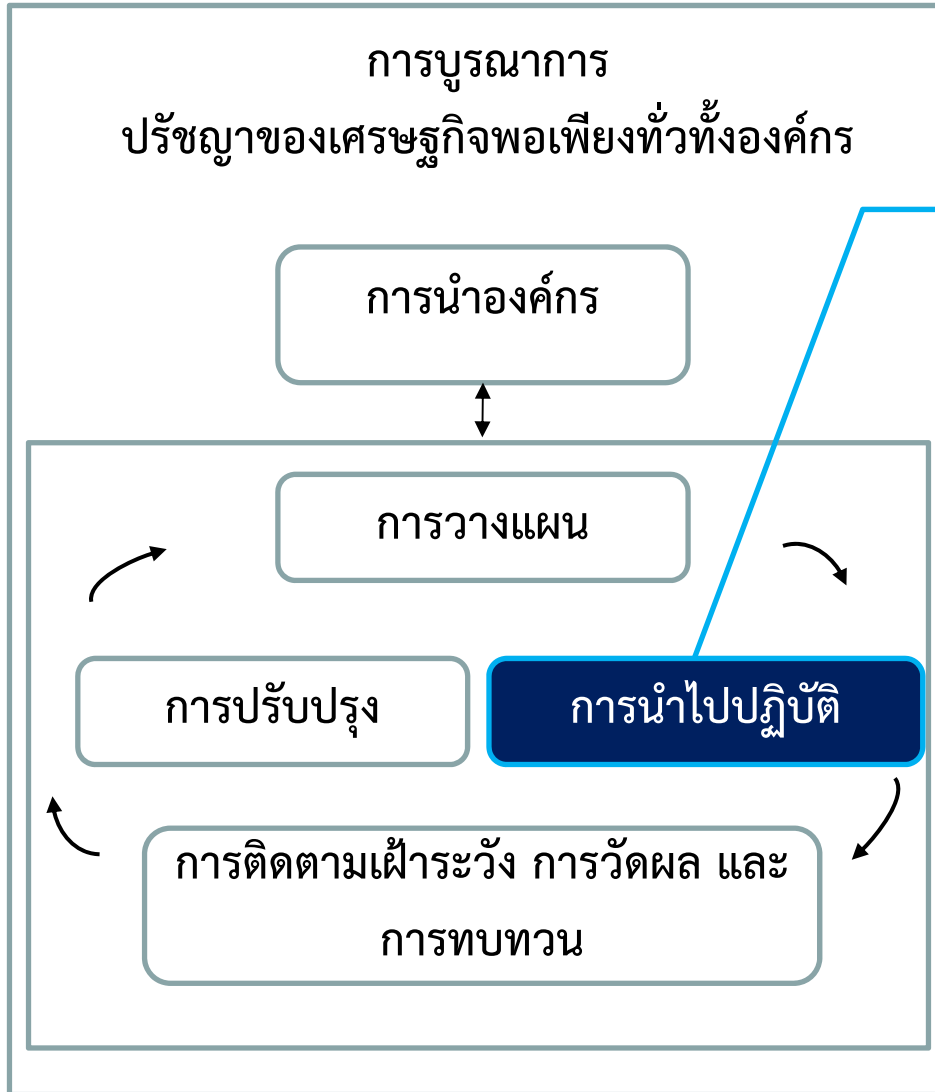 การบูรณาการ
ปรัชญาของเศรษฐกิจพอเพียงทั่วทั้งองค์กร
การนำองค์กร
การวางแผน
การปรับปรุง
การนำไปปฏิบัติ
การติดตามเฝ้าระวัง การวัดผล และ
การทบทวน